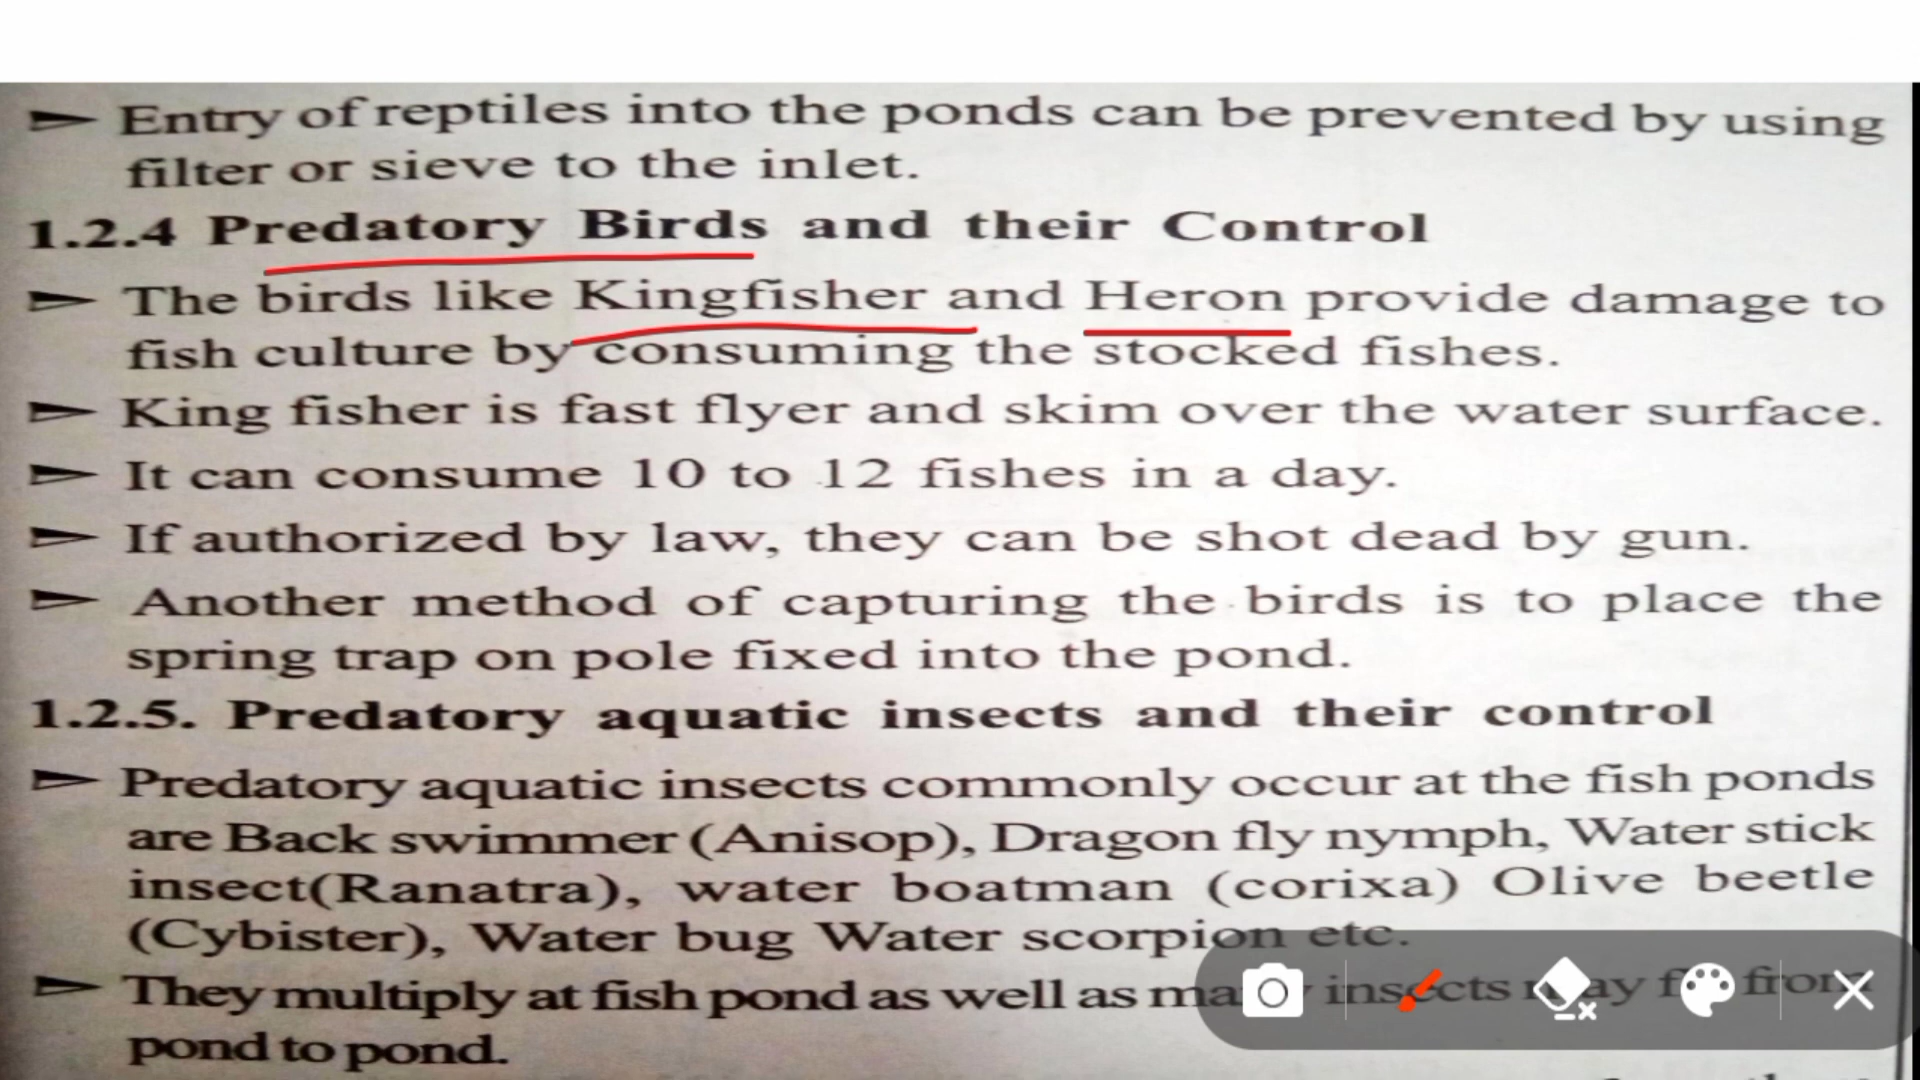 Entry of reptiles into the ponds can be prevented by using
filter or sieve to the inlet.
1.2.4 Predatory Birds and their Control
The birds like Kingfisher and Heron provide damage to
fish culture by consuming the stocked fishes.
King fisher is fast flyer and skim over the water surface.
It can consume 10 to 12 fishes in a day.
If authorized by law, they can be shot dead by gun.
Another method of capturing the birds is to place the
spring trap on pole fixed into the pond.
1.2.5. Predatory aquatic insects and their control
Predatory aquatic insects commonly occur at the fish ponds
are Back swimmer (Anisop), Dragon fly nymph, Water stick
insect(Ranatra), water boatman (corixa) Olive beetle
(Cybister), Water bug Water scorpion etc.
They multiply at fish pond as well as insects from
pond to pond.